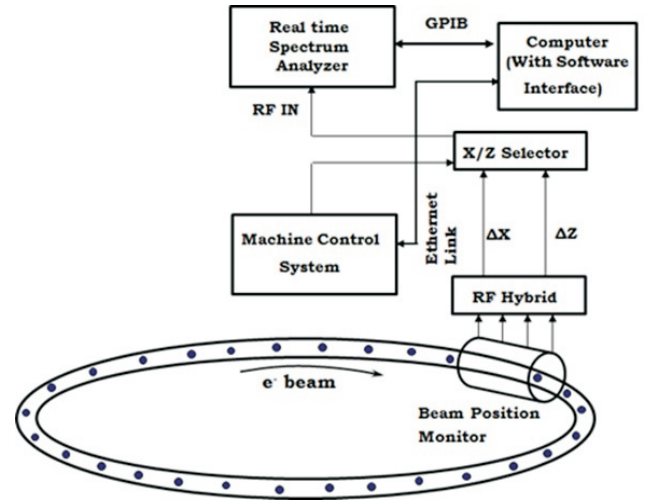 Real time
Spectrum
Analyzer
GPIB
Computer
(With Software
Interface)
RF IN
X/Z Selector
Machine Control
System
Ethernet
Link
ΔX
ΔZ
RF Hybrid
e- beam
Beam Position
Monitor